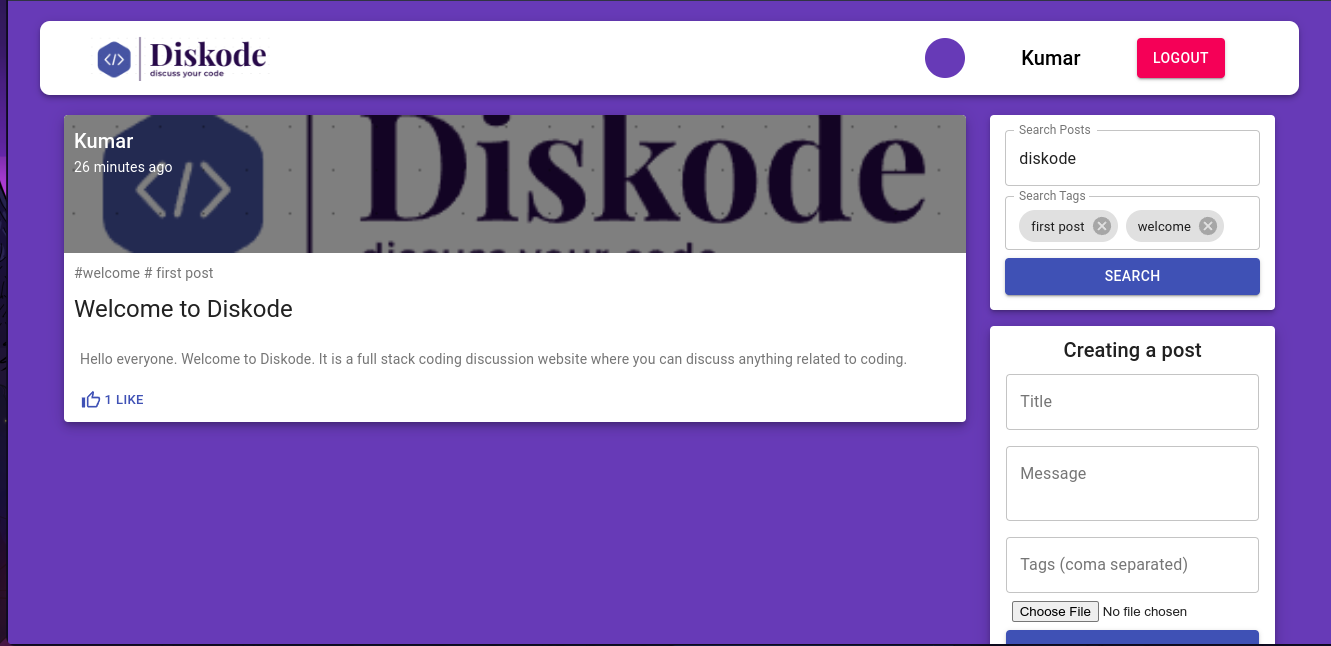 </> Diskode
discuss your code
Kumar
LOGOUT
</> Diskode
discuss your code
Kumar
26 minutes ago
#welcome # first post
Welcome to Diskode
Hello everyone. Welcome to Diskode. It is a full stack coding discussion website where you can discuss anything related to coding.
1 LIKE
Search Posts
diskode
Search Tags
first post welcome
SEARCH
Creating a post
Title
Message
Tags (coma separated)
Choose File No file chosen